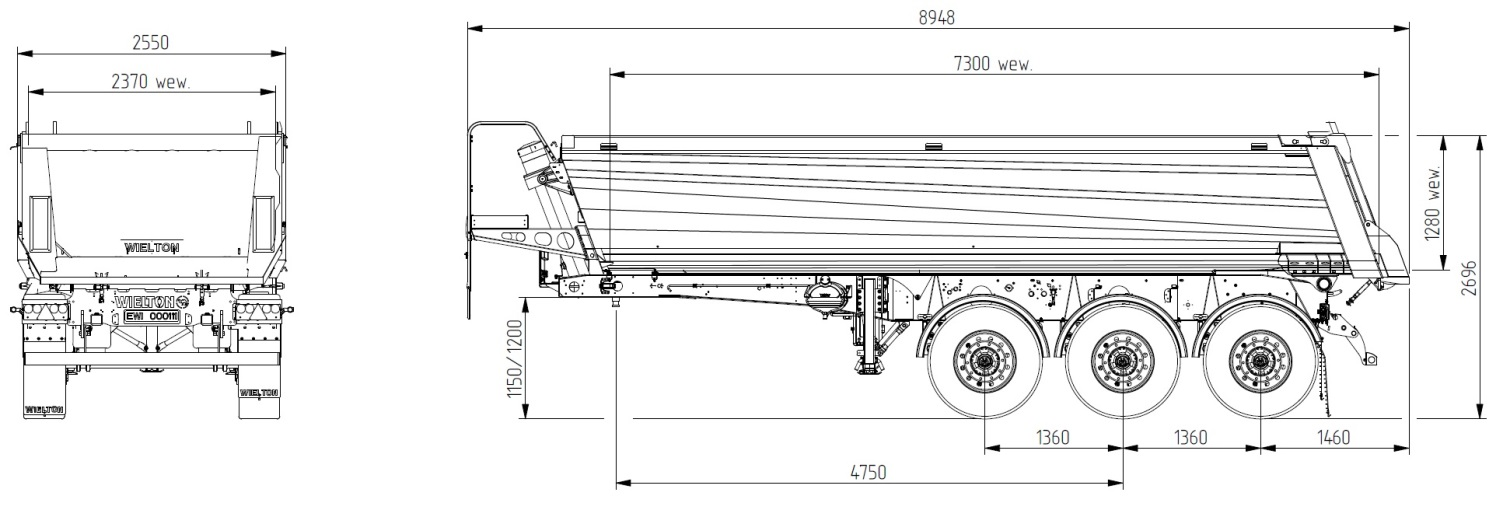 2550
2370 wew.
WIELTON
WIELTON
EWI 000111
WIELTON
WIELTON
8948
7300 wew.
1280 wew.
2696
1150/1200
1360
1360
1460
4750